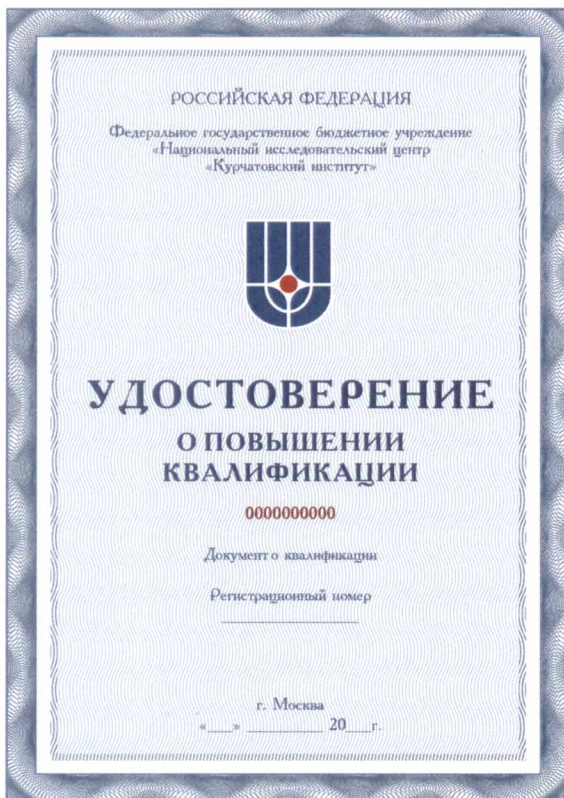 РОССИЙСКАЯ ФЕДЕРАЦИЯ
Федеральное государственное бюджетное учреждение
«Национальный исследовательский центр
«Курчатовский институт»
УДОСТОВЕРЕНИЕ
О ПОВЫШЕНИИ
КВАЛИФИКАЦИИ
0000000000
Документ о квалификации
Регистрационный номер
г. Москва
«___» __________ 20___г.